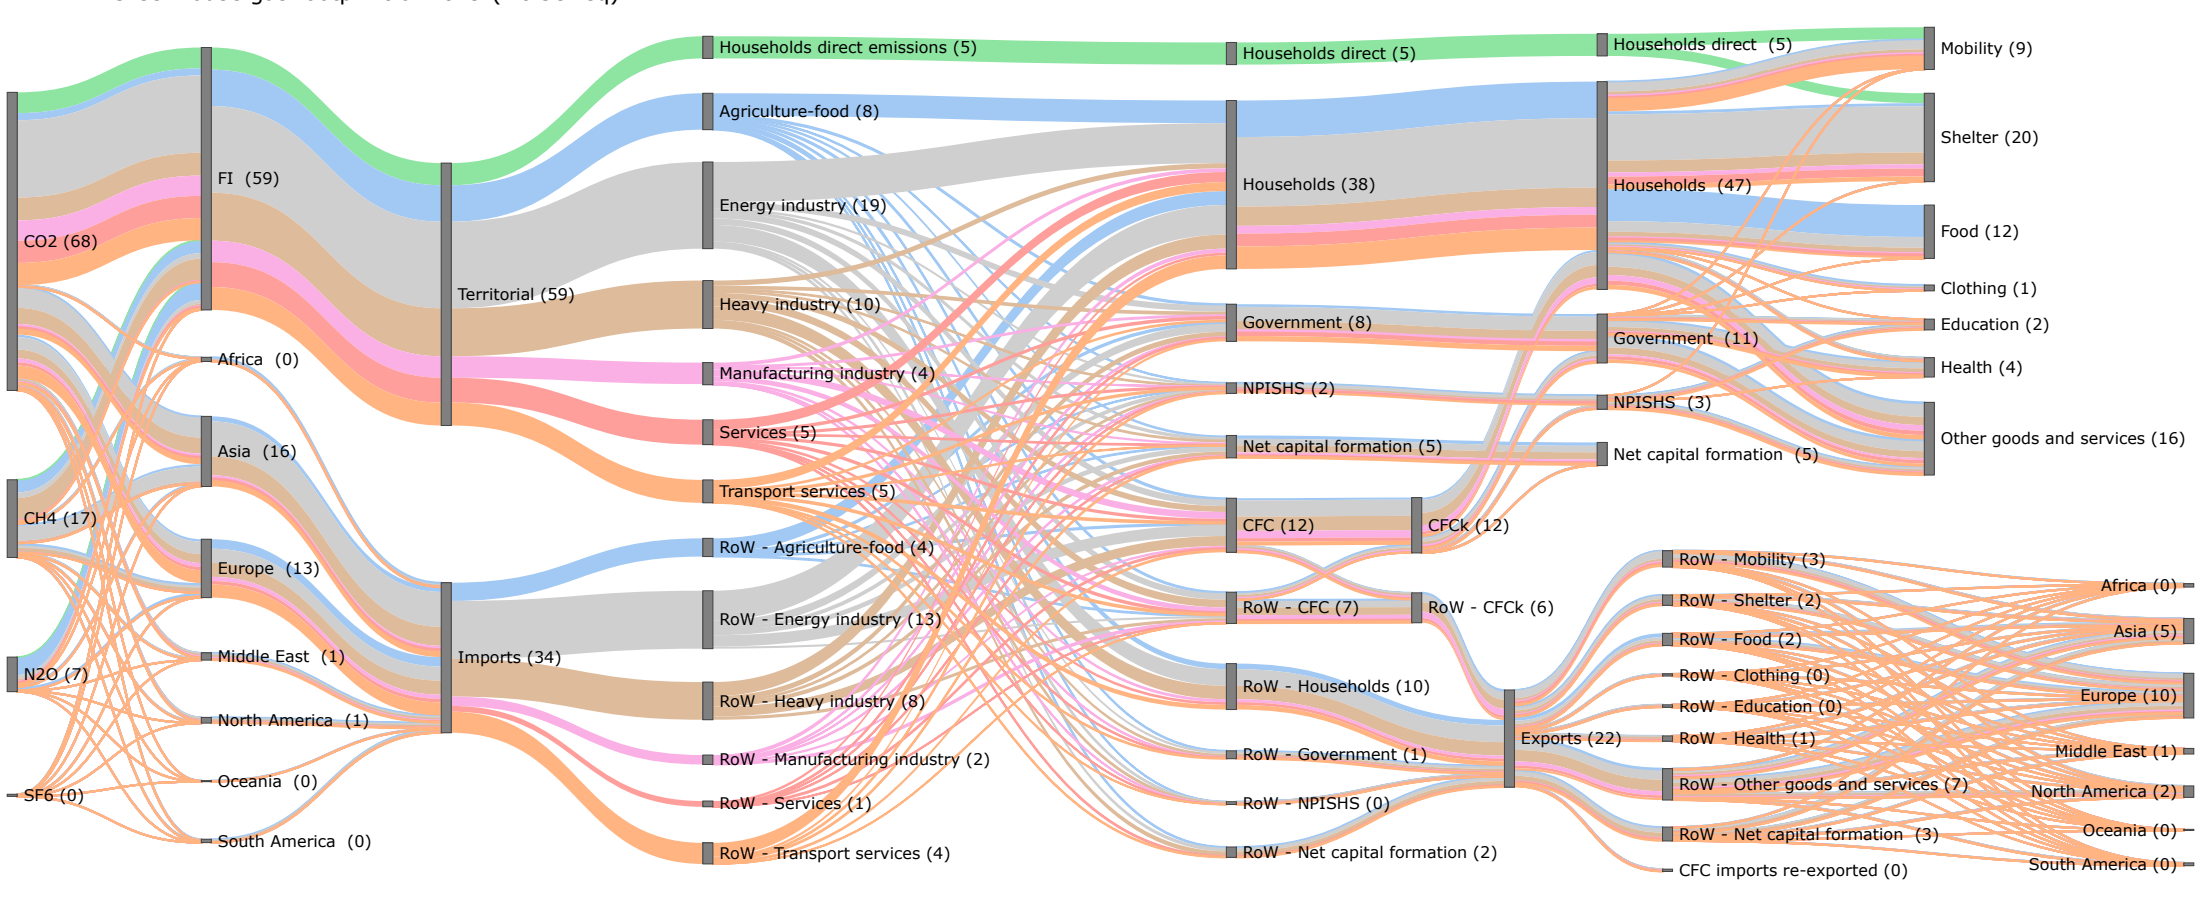 CO2 (68)
CH4 (17)
N2O (7)
SF6 (0)
FI (59)
Africa (0)
Asia (16)
Europe (13)
Middle East (1)
North America (1)
Oceania (0)
South America (0)
Territorial (59)
Imports (34)
Households direct emissions (5)
Agriculture-food (8)
Energy industry (19)
Heavy industry (10)
Manufacturing industry (4)
Services (5)
Transport services (5)
RoW - Agriculture-food (4)
RoW - Energy industry (13)
RoW - Heavy industry (8)
RoW - Manufacturing industry (2)
RoW - Services (1)
RoW - Transport services (4)
Households direct (5)
Households (38)
Government (8)
NPISHS (2)
Net capital formation (5)
CFC (12)
RoW - CFC (7)
RoW - Households (10)
RoW - Government (1)
RoW - NPISHS (0)
RoW - Net capital formation (2)
CFCk (12)
RoW - CFCk (6)
Exports (22)
Households direct (5)
Households (47)
Government (11)
NPISHS (3)
Net capital formation (5)
RoW - Mobility (3)
RoW - Shelter (2)
RoW - Food (2)
RoW - Clothing (0)
RoW - Education (0)
RoW - Health (1)
RoW - Other goods and services (7)
RoW - Net capital formation (3)
CFC imports re-exported (0)
Mobility (9)
Shelter (20)
Food (12)
Clothing (1)
Education (2)
Health (4)
Other goods and services (16)
Africa (0)
Asia (5)
Europe (10)
Middle East (1)
North America (2)
Oceania (0)
South America (0)